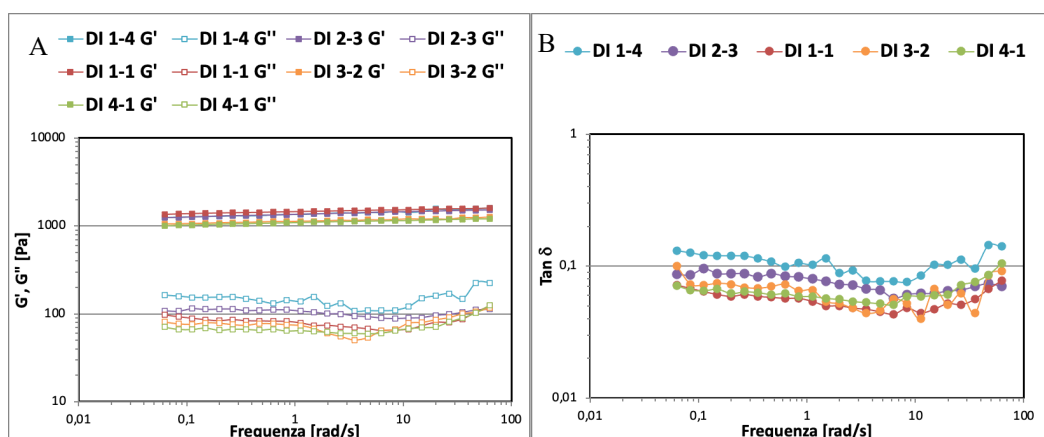 A
DI 1-4 G' DI 1-4 G'' DI 2-3 G' DI 2-3 G''
DI 1-1 G' DI 1-1 G'' DI 3-2 G' DI 3-2 G''
DI 4-1 G' DI 4-1 G''
10000
1000
100
10
G', G'' [Pa]
0,01 0,1 1 10 100
Frequenza [rad/s]
B
DI 1-4 DI 2-3 DI 1-1 DI 3-2 DI 4-1
1
0,1
0,01
Tan δ
0,01 0,1 1 10 100
Frequenza [rad/s]